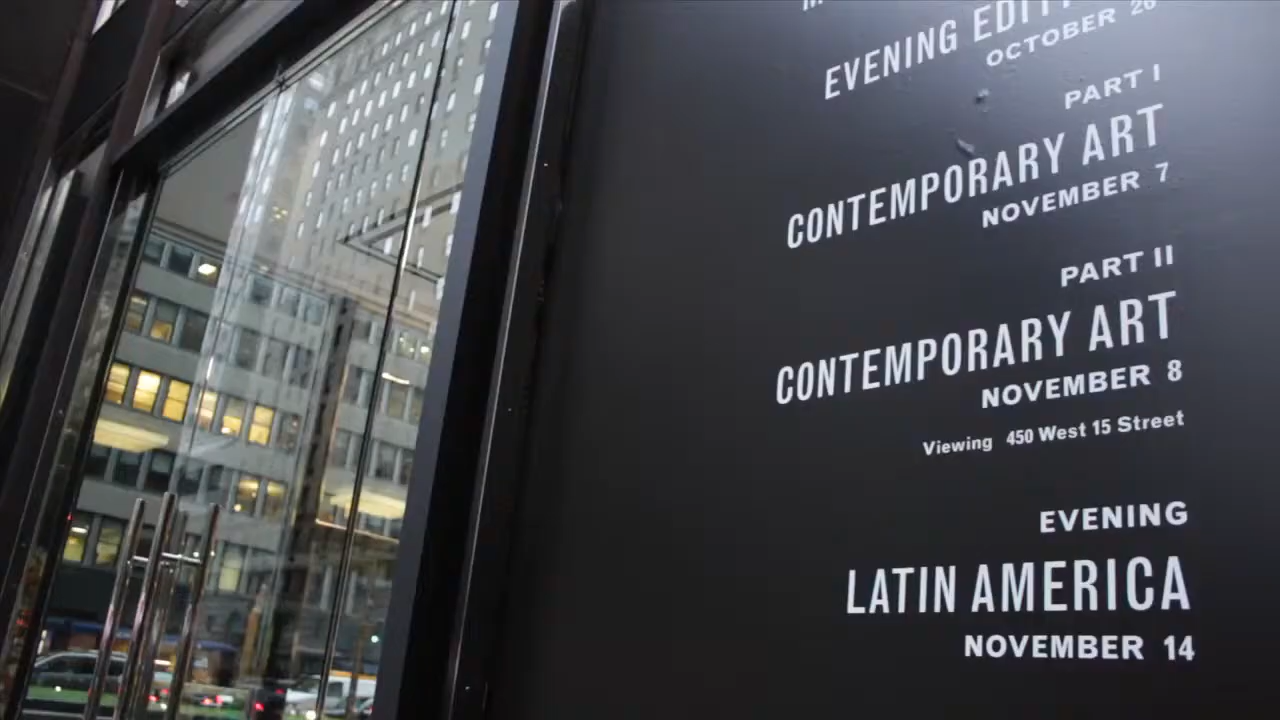 EVENING
OCTOBER 26
PART I
CONTEMPORARY ART
NOVEMBER 7
PART II
CONTEMPORARY ART
NOVEMBER 8
Viewing 450 West 15 Street
EVENING
LATIN AMERICA
NOVEMBER 14